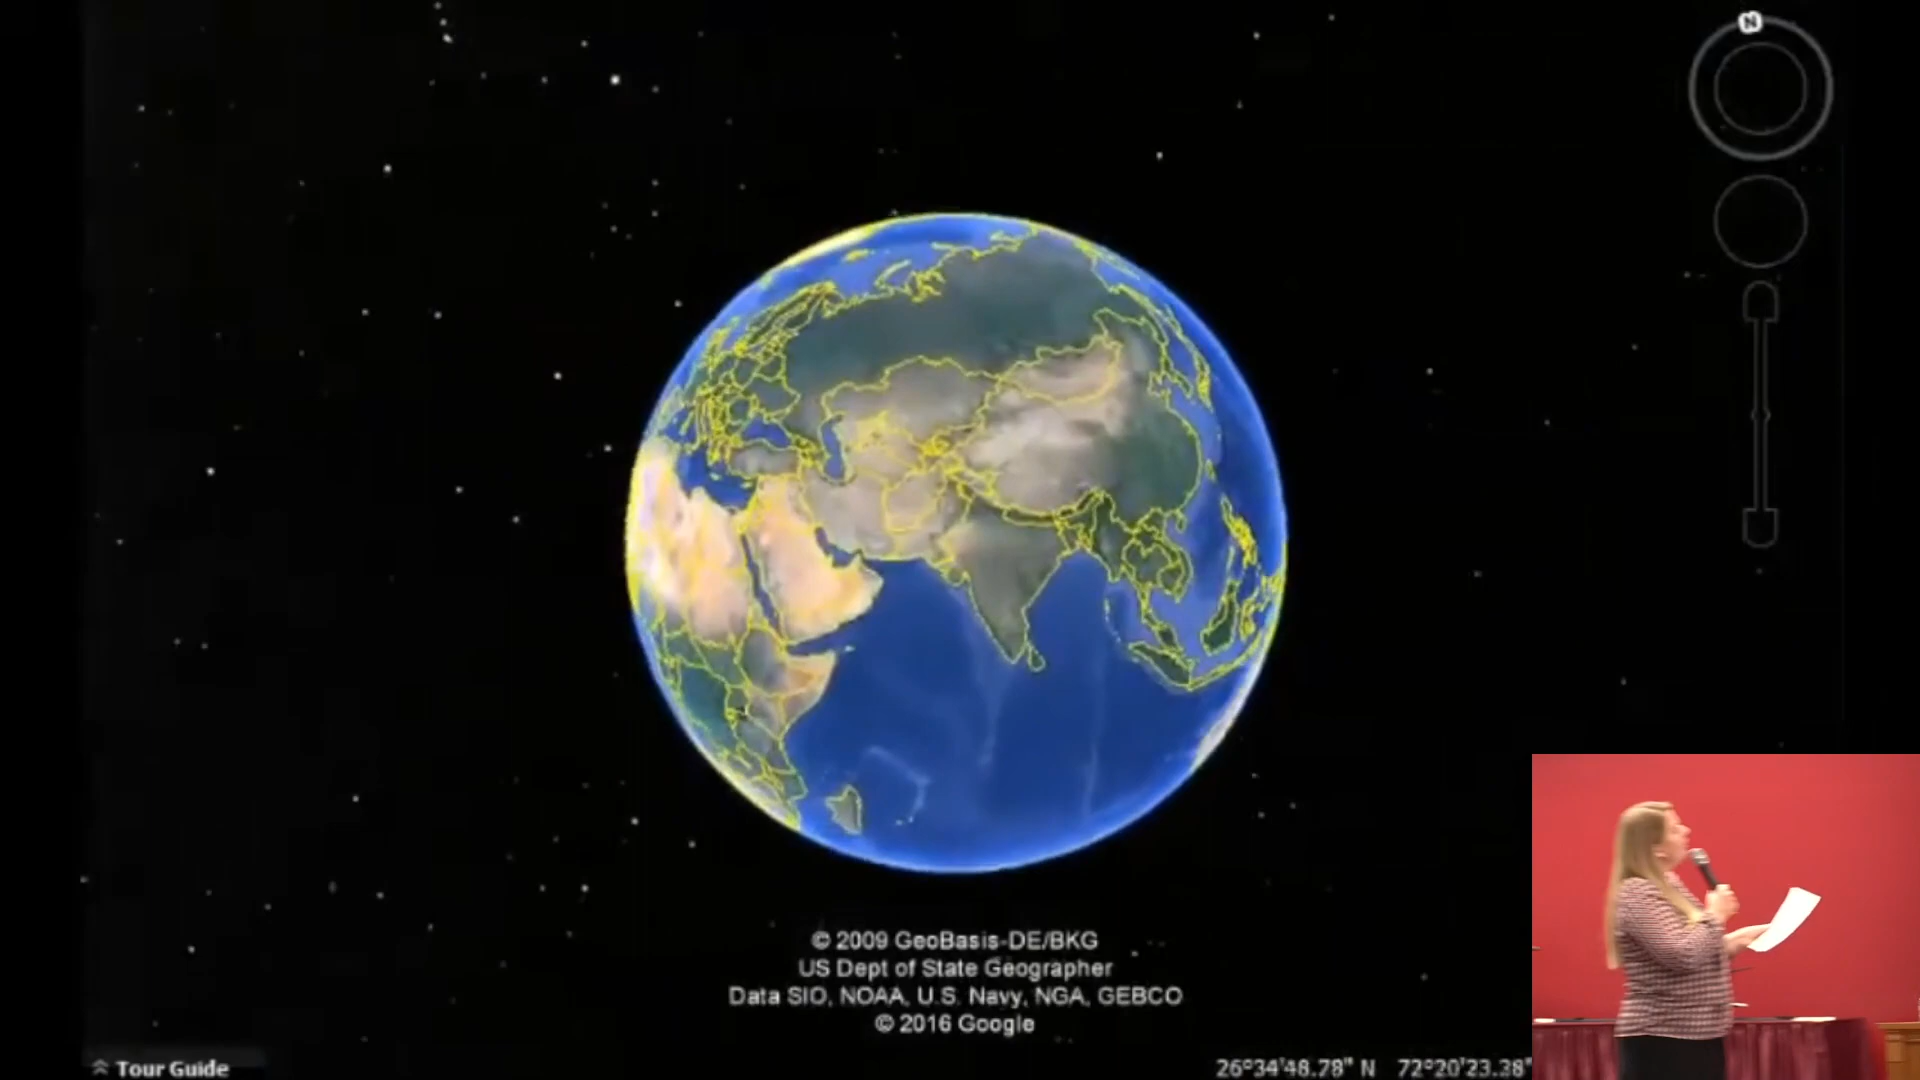 N
© 2009 GeoBasis-DE/BKG
US Dept of State Geographer
Data SIO, NOAA, U.S. Navy, NGA, GEBCO
© 2016 Google
Tour Guide
26°34'48.78" N 72°20'23.38"